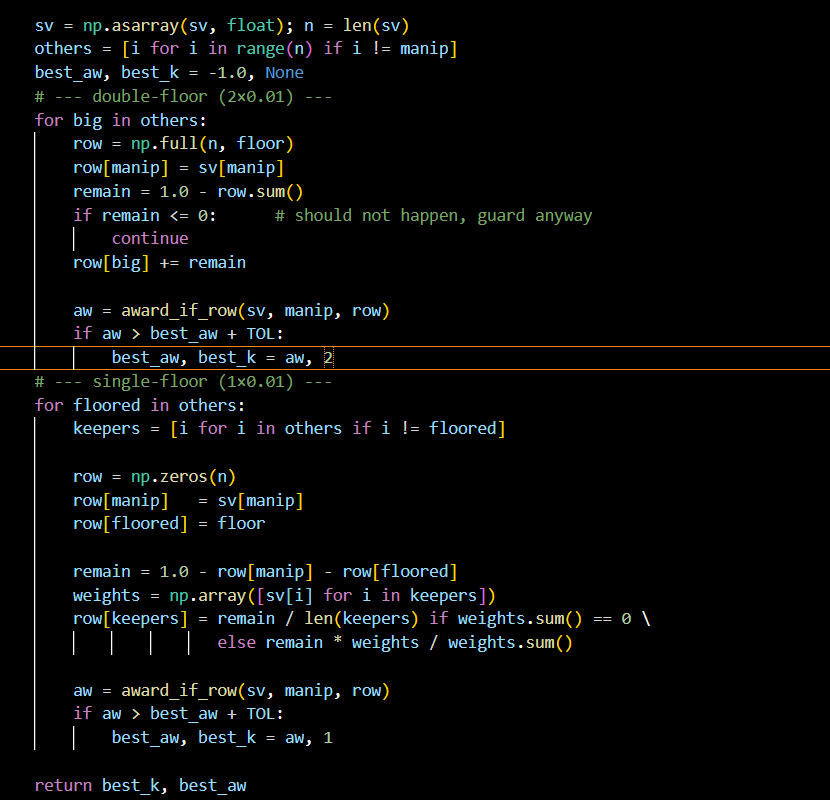 sv = np.asarray(sv, float); n = len(sv)
others = [i for i in range(n) if i != manip]
best_aw, best_k = -1.0, None
# --- double-floor (2×0.01) ---
for big in others:
    row = np.full(n, floor)
    row[manip] = sv[manip]
    remain = 1.0 - row.sum()
    if remain <= 0:      # should not happen, guard anyway
        continue
    row[big] += remain

    aw = award_if_row(sv, manip, row)
    if aw > best_aw + TOL:
        best_aw, best_k = aw, 2
# --- single-floor (1×0.01) ---
for floored in others:
    keepers = [i for i in others if i != floored]

    row = np.zeros(n)
    row[manip]   = sv[manip]
    row[floored] = floor

    remain = 1.0 - row[manip] - row[floored]
    weights = np.array([sv[i] for i in keepers])
    row[keepers] = remain / len(keepers) if weights.sum() == 0 \
                   else remain * weights / weights.sum()

    aw = award_if_row(sv, manip, row)
    if aw > best_aw + TOL:
        best_aw, best_k = aw, 1

return best_k, best_aw